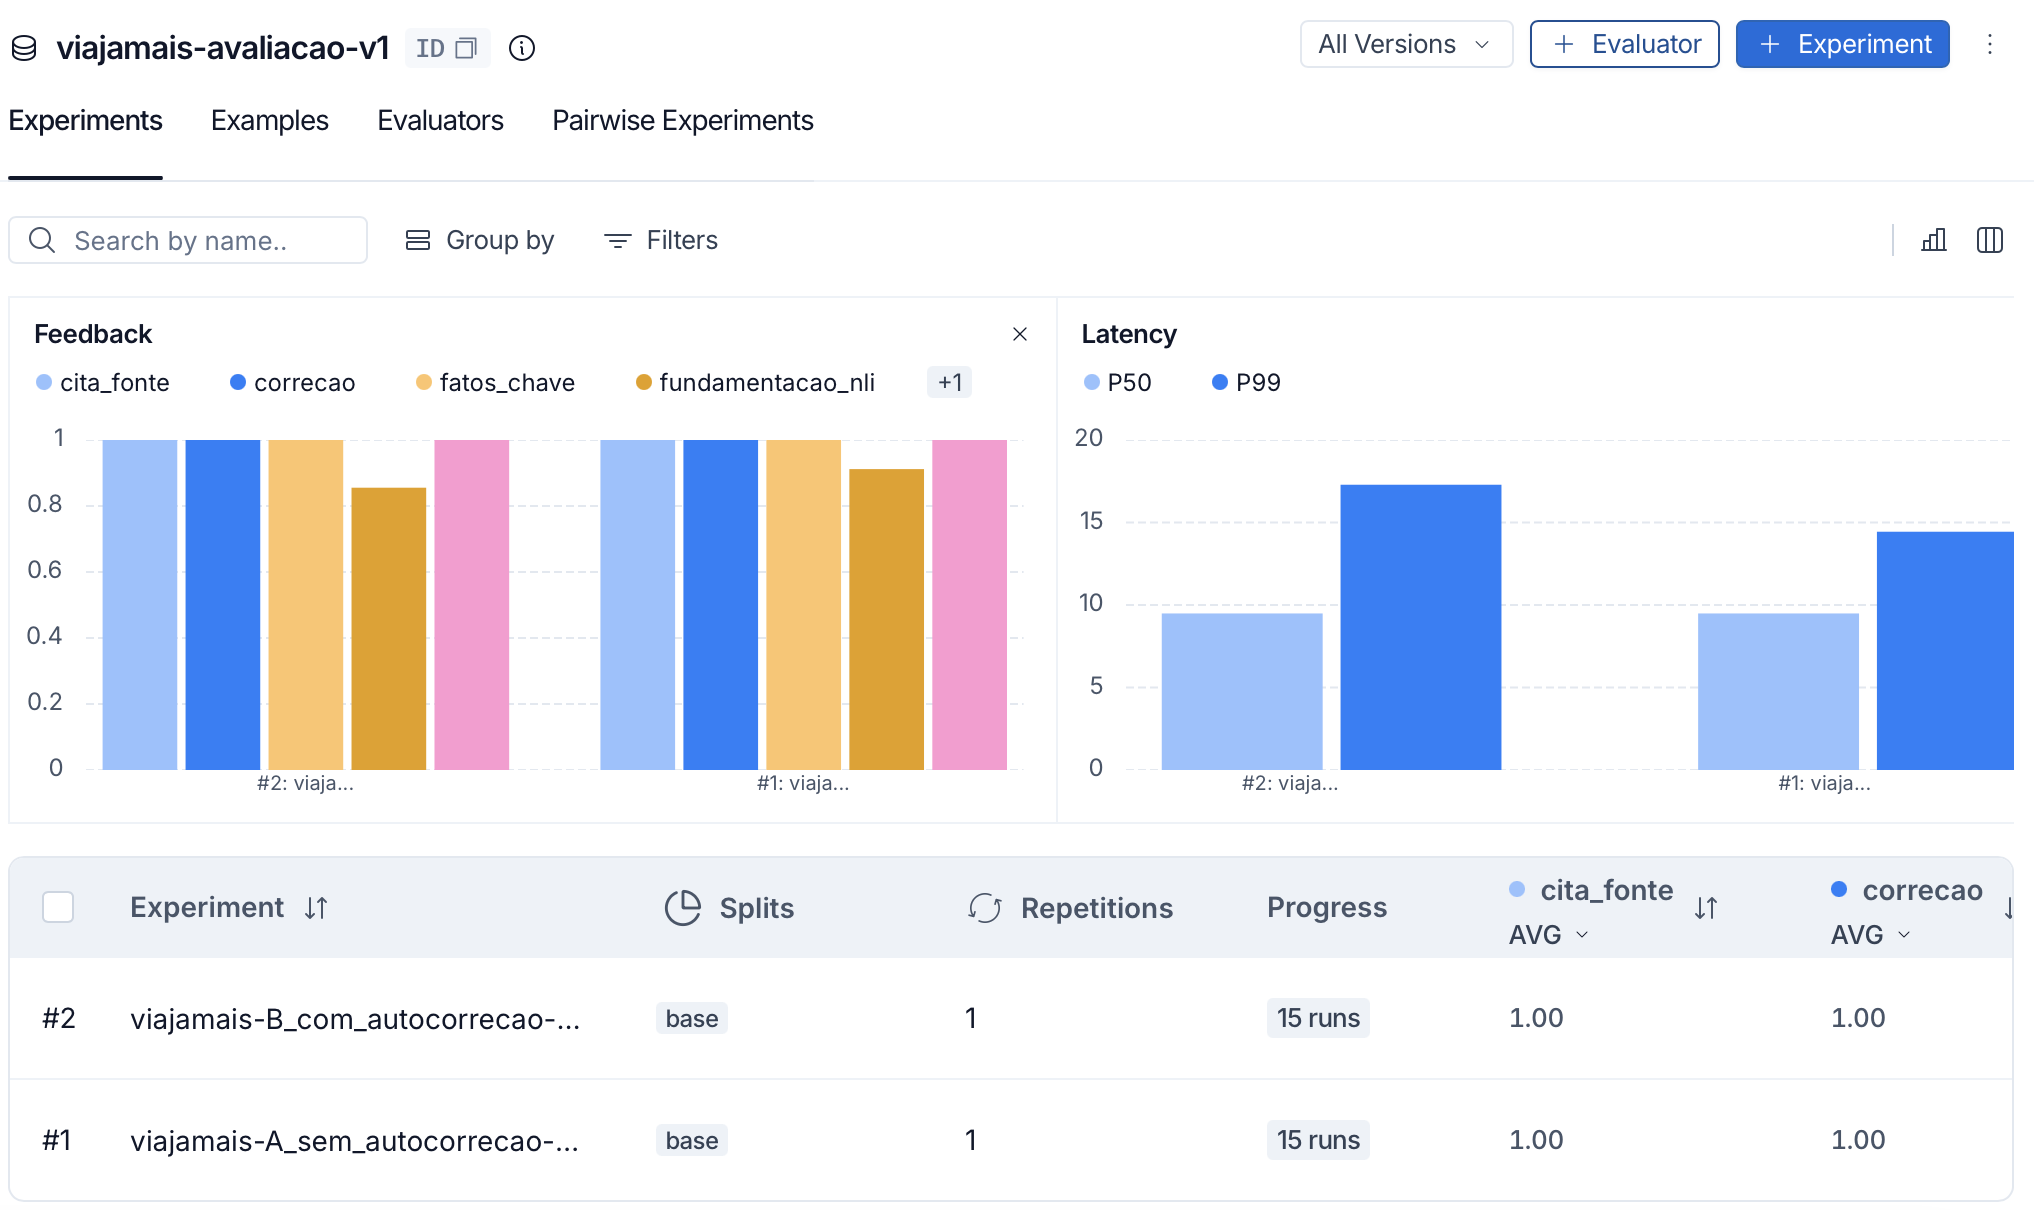 viajamais-avaliacao-v1 ID
All Versions
+ Evaluator
+ Experiment
Experiments Examples Evaluators Pairwise Experiments
Search by name..
Group by
Filters
Feedback
cita_fonte correcao fatos_chave fundamentacao_nli +1
1
0.8
0.6
0.4
0.2
0
#2: viaja... #1: viaja...
Latency
P50 P99
20
15
10
5
0
#2: viaja... #1: viaja...
Experiment Splits Repetitions Progress cita_fonte AVG correcao AVG
#2 viajamais-B_com_autocorrecao-... base 1 15 runs 1.00 1.00
#1 viajamais-A_sem_autocorrecao-... base 1 15 runs 1.00 1.00